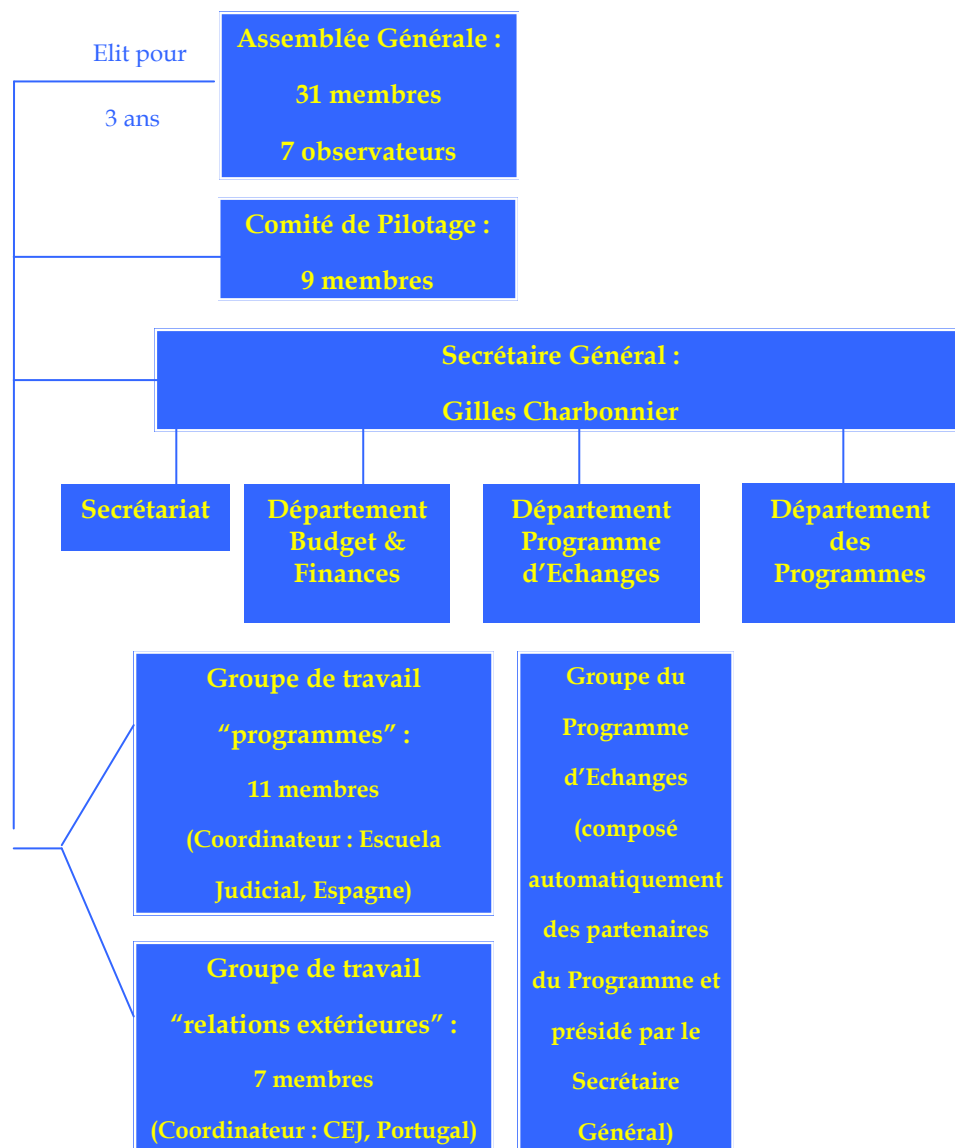 Elit pour
3 ans
Assemblée Générale :
31 membres
7 observateurs
Comité de Pilotage :
9 membres
Secrétaire Général :
Gilles Charbonnier
Secrétariat
Département
Budget &
Finances
Département
Programme
d’Echanges
Département
des
Programmes
Groupe de travail
“programmes” :
11 membres
(Coordinateur : Escuela
Judicial, Espagne)
Groupe du
Programme
d’Echanges
(composé
automatiquement
des partenaires
du Programme et
présidé par le
Secrétaire
Général)
Groupe de travail
“relations extérieures” :
7 membres
(Coordinateur : CEJ, Portugal)